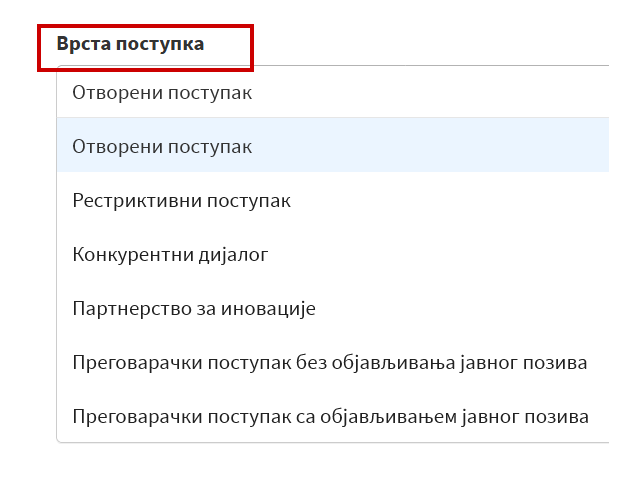 Врста поступка
Отворени поступак
Отворени поступак
Рестриктивни поступак
Конкурентни дијалог
Партнерство за иновације
Преговарачки поступак без објављивања јавног позива
Преговарачки поступак са објављивањем јавног позива